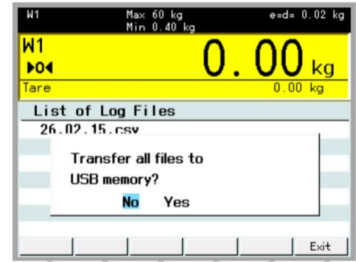 W1 Max 60 kg e=d= 0.02 kg
Min 0.40 kg
W1
▶0◀ 0.00 kg
Tare 0.00 kg
List of Log Files
26.02.15.csv
Transfer all files to
USB memory?
No Yes
Exit